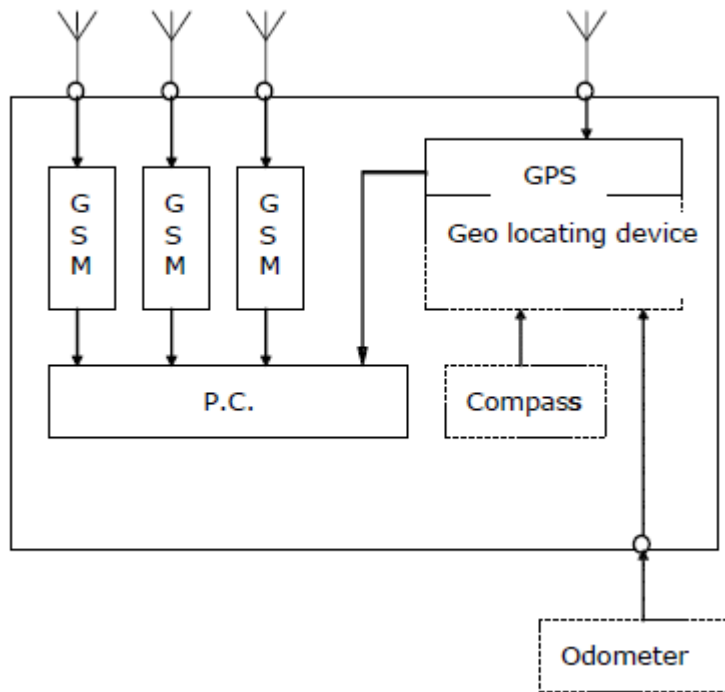 G
S
M
G
S
M
G
S
M
GPS
Geo locating device
P.C.
Compass
Odometer